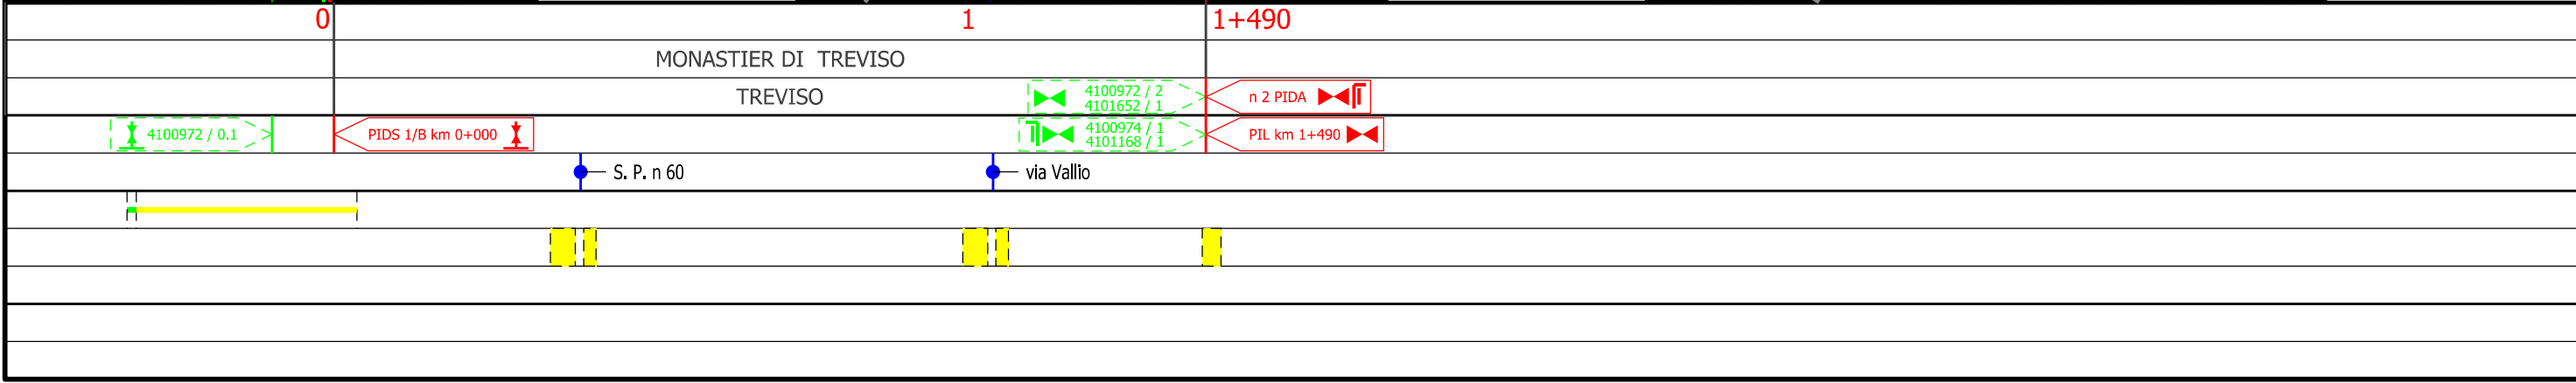 0 1 1+490
MONASTIER DI TREVISO
TREVISO
4100972 / 2
4101652 / 1
n 2 PIDA
4100972 / 0.1
PIDS 1/B km 0+000
4100974 / 1
4101168 / 1
PIL km 1+490
S. P. n 60
via Vallio